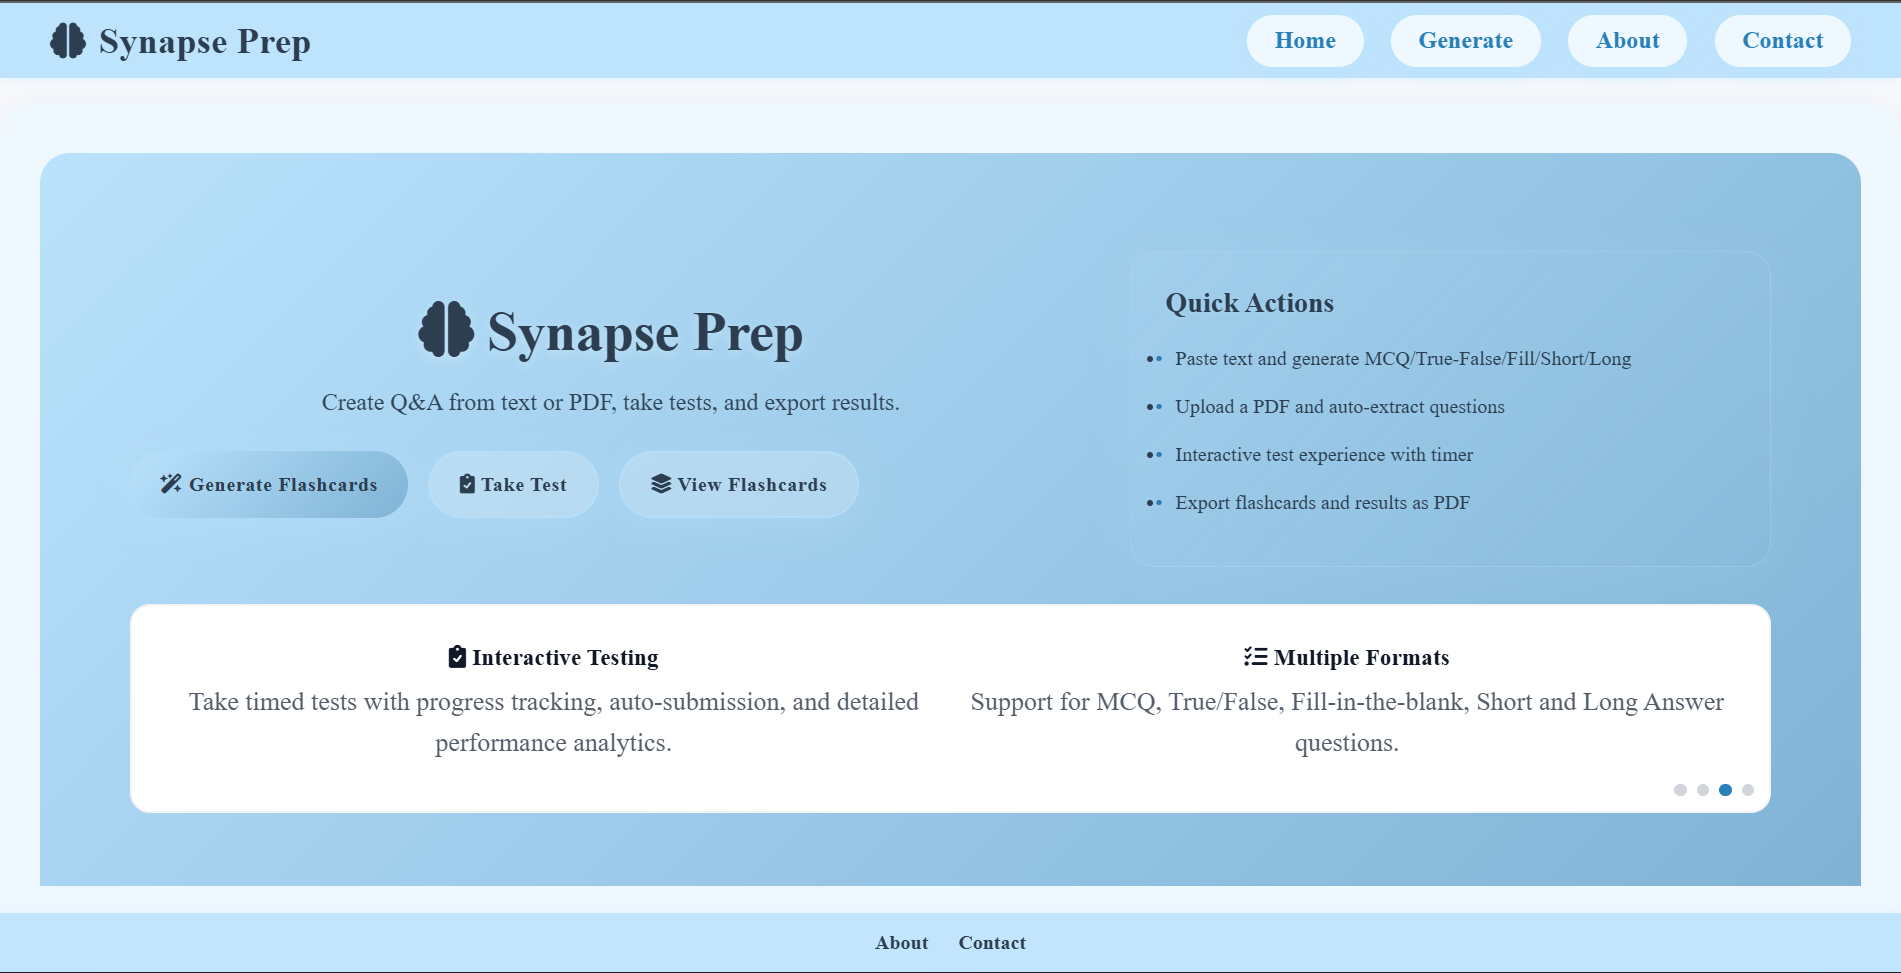 Synapse Prep
Home
Generate
About
Contact
Synapse Prep
Create Q&A from text or PDF, take tests, and export results.
Generate Flashcards
Take Test
View Flashcards
Quick Actions
Paste text and generate MCQ/True-False/Fill/Short/Long
Upload a PDF and auto-extract questions
Interactive test experience with timer
Export flashcards and results as PDF
Interactive Testing
Take timed tests with progress tracking, auto-submission, and detailed
performance analytics.
Multiple Formats
Support for MCQ, True/False, Fill-in-the-blank, Short and Long Answer
questions.
About
Contact